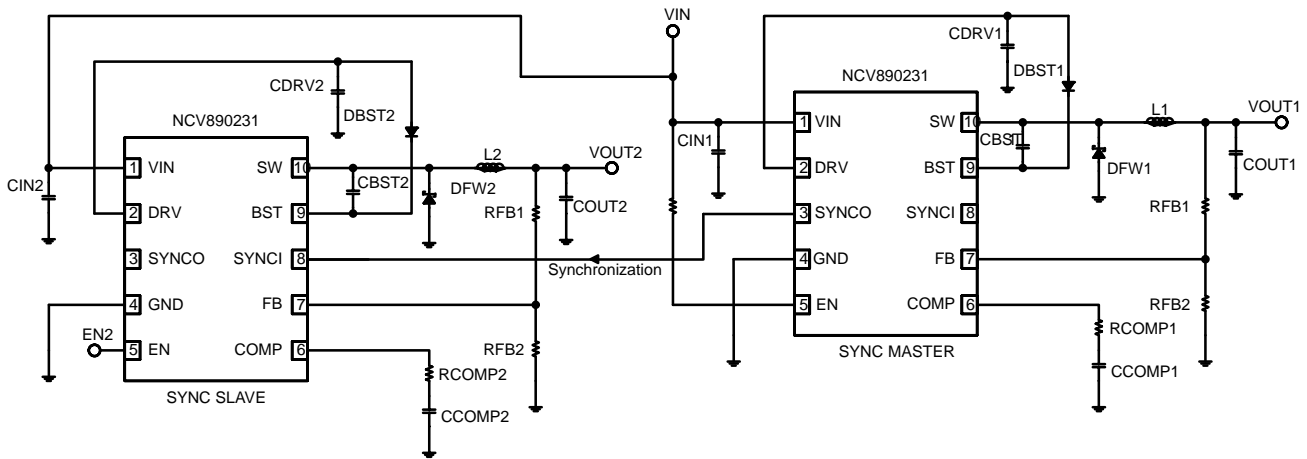 VIN
CDRV1
DBST1
NCV890231
L1
VOUT1
1 VIN
SW 10
CIN1
CBST1
DFW1
COUT1
2 DRV
BST 9
3 SYNCO
SYNCI 8
RFB1
4 GND
FB 7
5 EN
COMP 6
RFB2
RCOMP1
CCOMP1
SYNC MASTER
CDRV2
DBST2
NCV890231
L2
VOUT2
1 VIN
SW 10
CIN2
CBST2
DFW2
COUT2
2 DRV
BST 9
RFB1
3 SYNCO
SYNCI 8
Synchronization
4 GND
FB 7
EN2
5 EN
COMP 6
RFB2
RCOMP2
CCOMP2
SYNC SLAVE